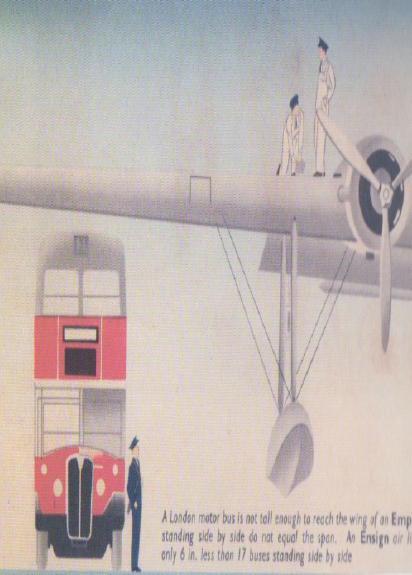 A London motor bus is not tall enough to reach the wing of an Emp
standing side by side do not equal the span. An Ensign air li
only 6 in. less than 17 buses standing side by side